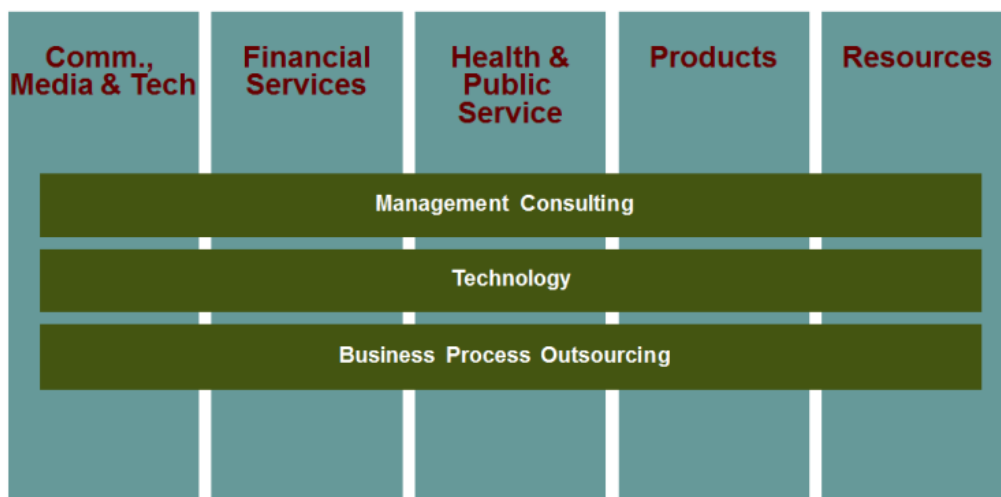 Comm.,
Media & Tech
Financial
Services
Health &
Public
Service
Products
Resources
Management Consulting
Technology
Business Process Outsourcing